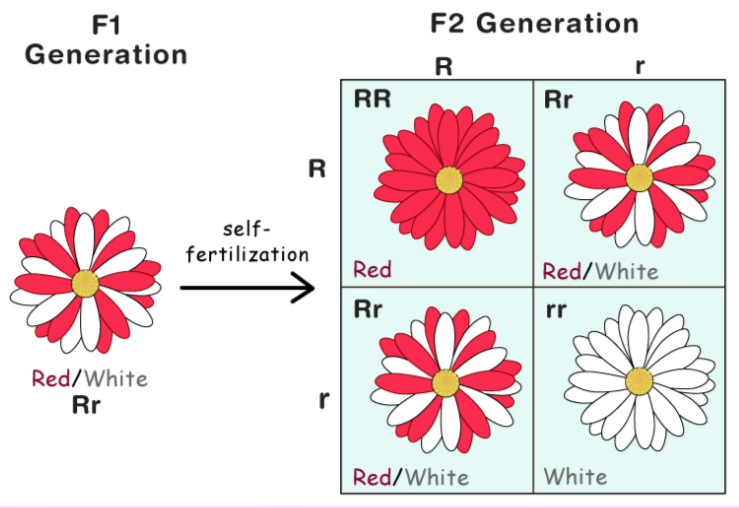 F1
Generation
F2 Generation
R
r
RR
Rr
R
self-
fertilization
Red
Red/White
Rr
rr
Red/White
Rr
r
Red/White
White